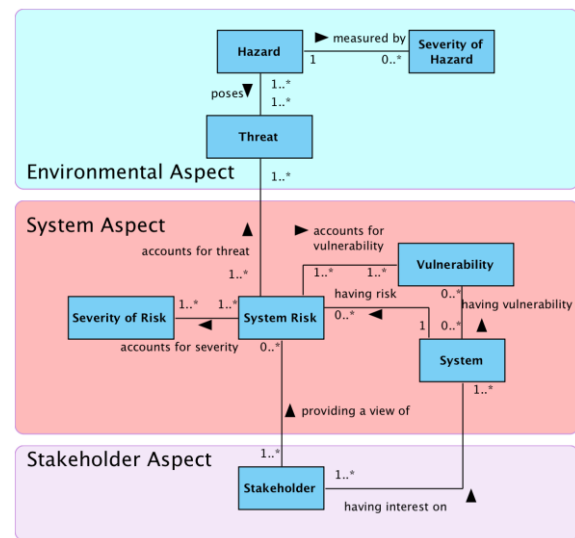 measured by
Hazard
Severity of
Hazard
1
0..*
1..*
poses
1..*
Threat
Environmental Aspect
1..*
System Aspect
accounts for
vulnerability
accounts for threat
Vulnerability
1..*
1..*
1..*
having risk
0..*
having vulnerability
Severity of Risk
1..*
1..*
System Risk
0..*
1
0..*
accounts for severity
0..*
System
1..*
providing a view of
1..*
Stakeholder Aspect
1..*
Stakeholder
having interest on